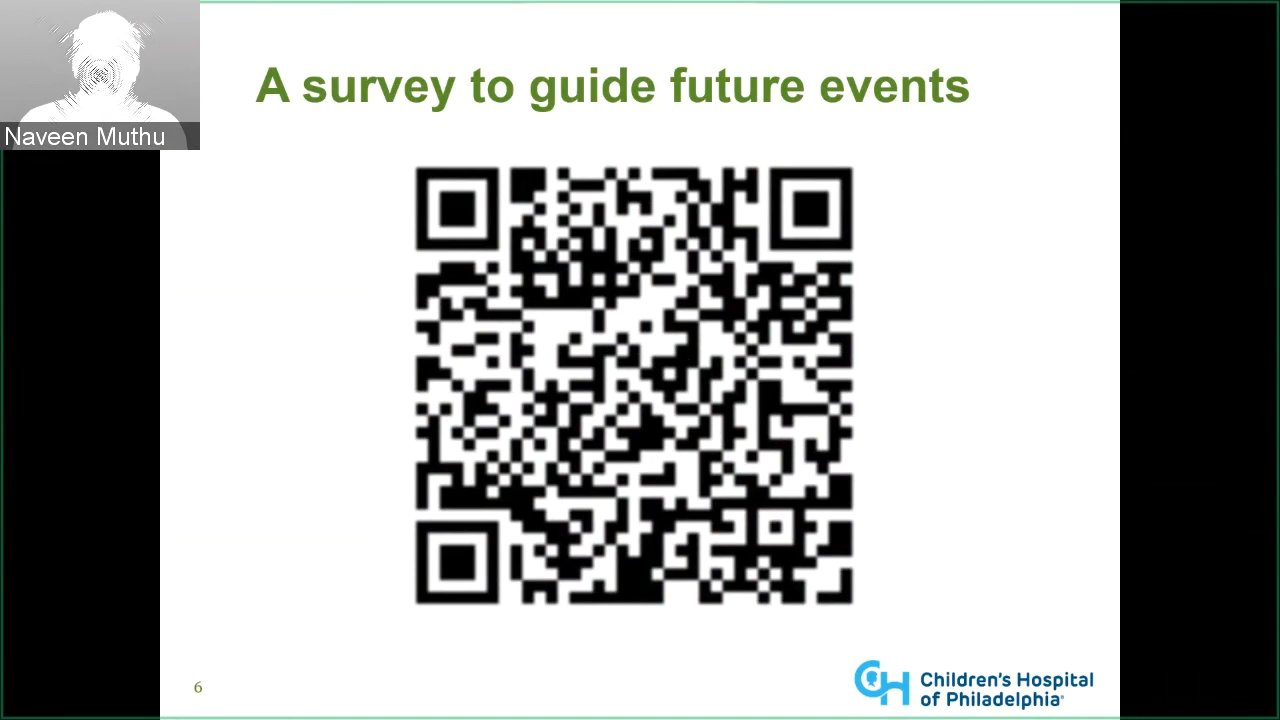 Naveen Muthu
A survey to guide future events
6
Children's Hospital
of Philadelphia